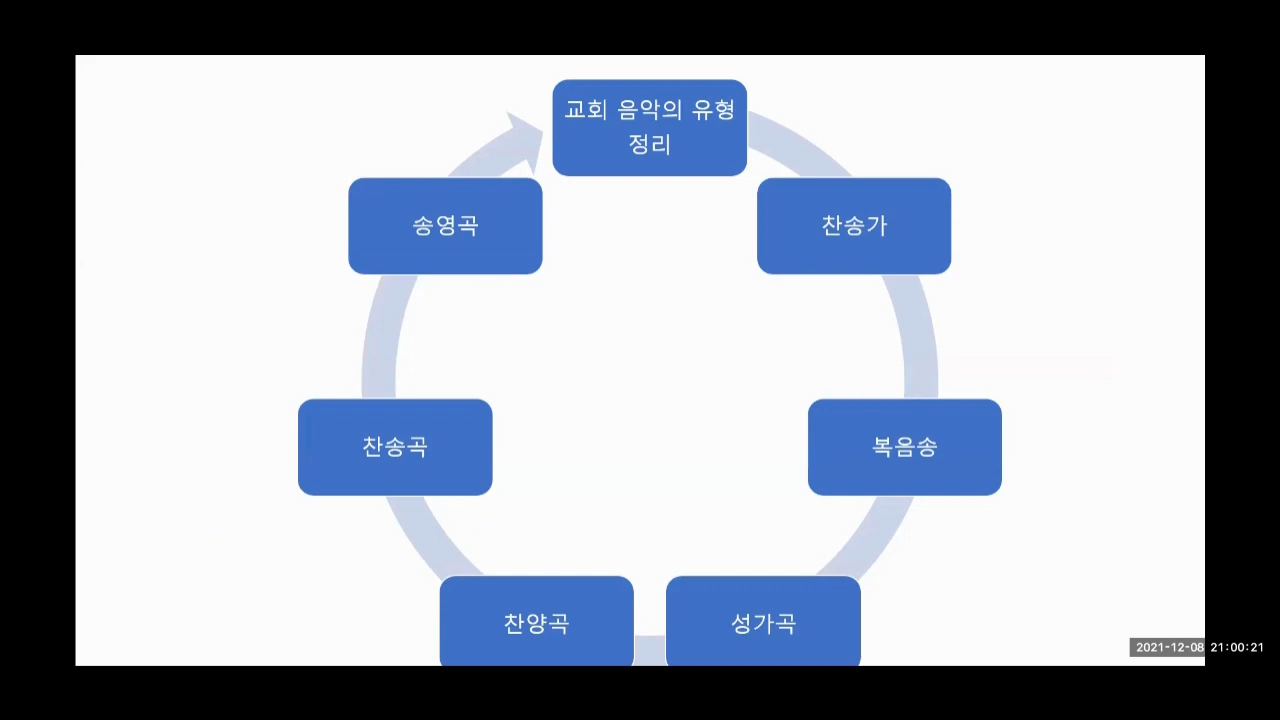 교회 음악의 유형
정리
찬송가
복음송
성가곡
찬양곡
찬송곡
송영곡
2021-12-08 21:00:21